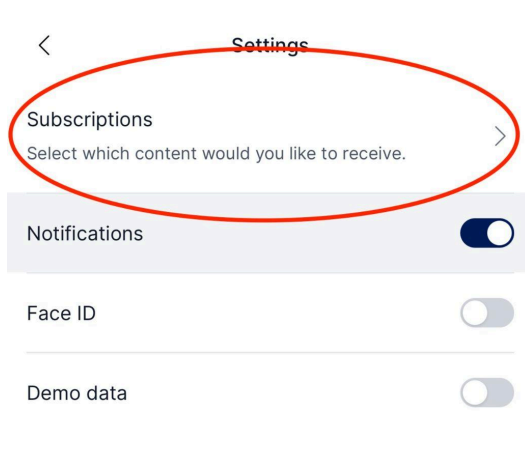 Settings
Subscriptions
Select which content would you like to receive.
Notifications
Face ID
Demo data